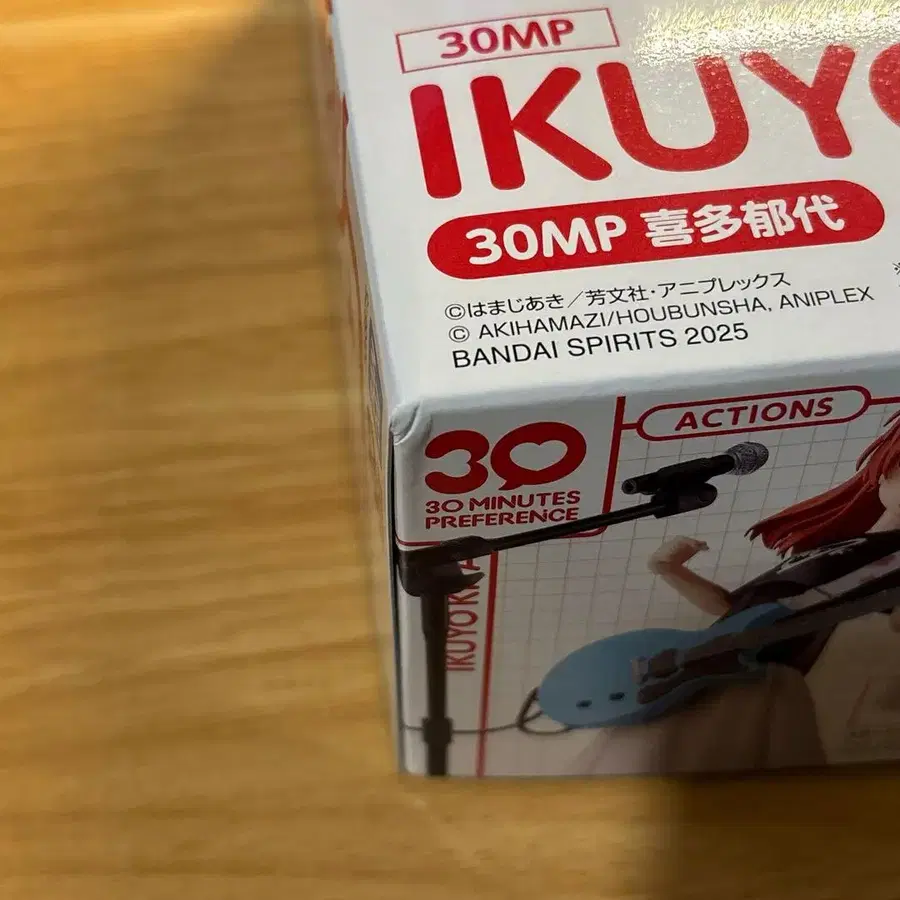 30MP
IKUYO
30MP 喜多郁代
©はまじあき／芳文社・アニプレックス
© AKIHAMAZI/HOUBUNSHA, ANIPLEX
BANDAI SPIRITS 2025
ACTIONS
30
30 MINUTES
PREFERENCE
IKUYO KITA